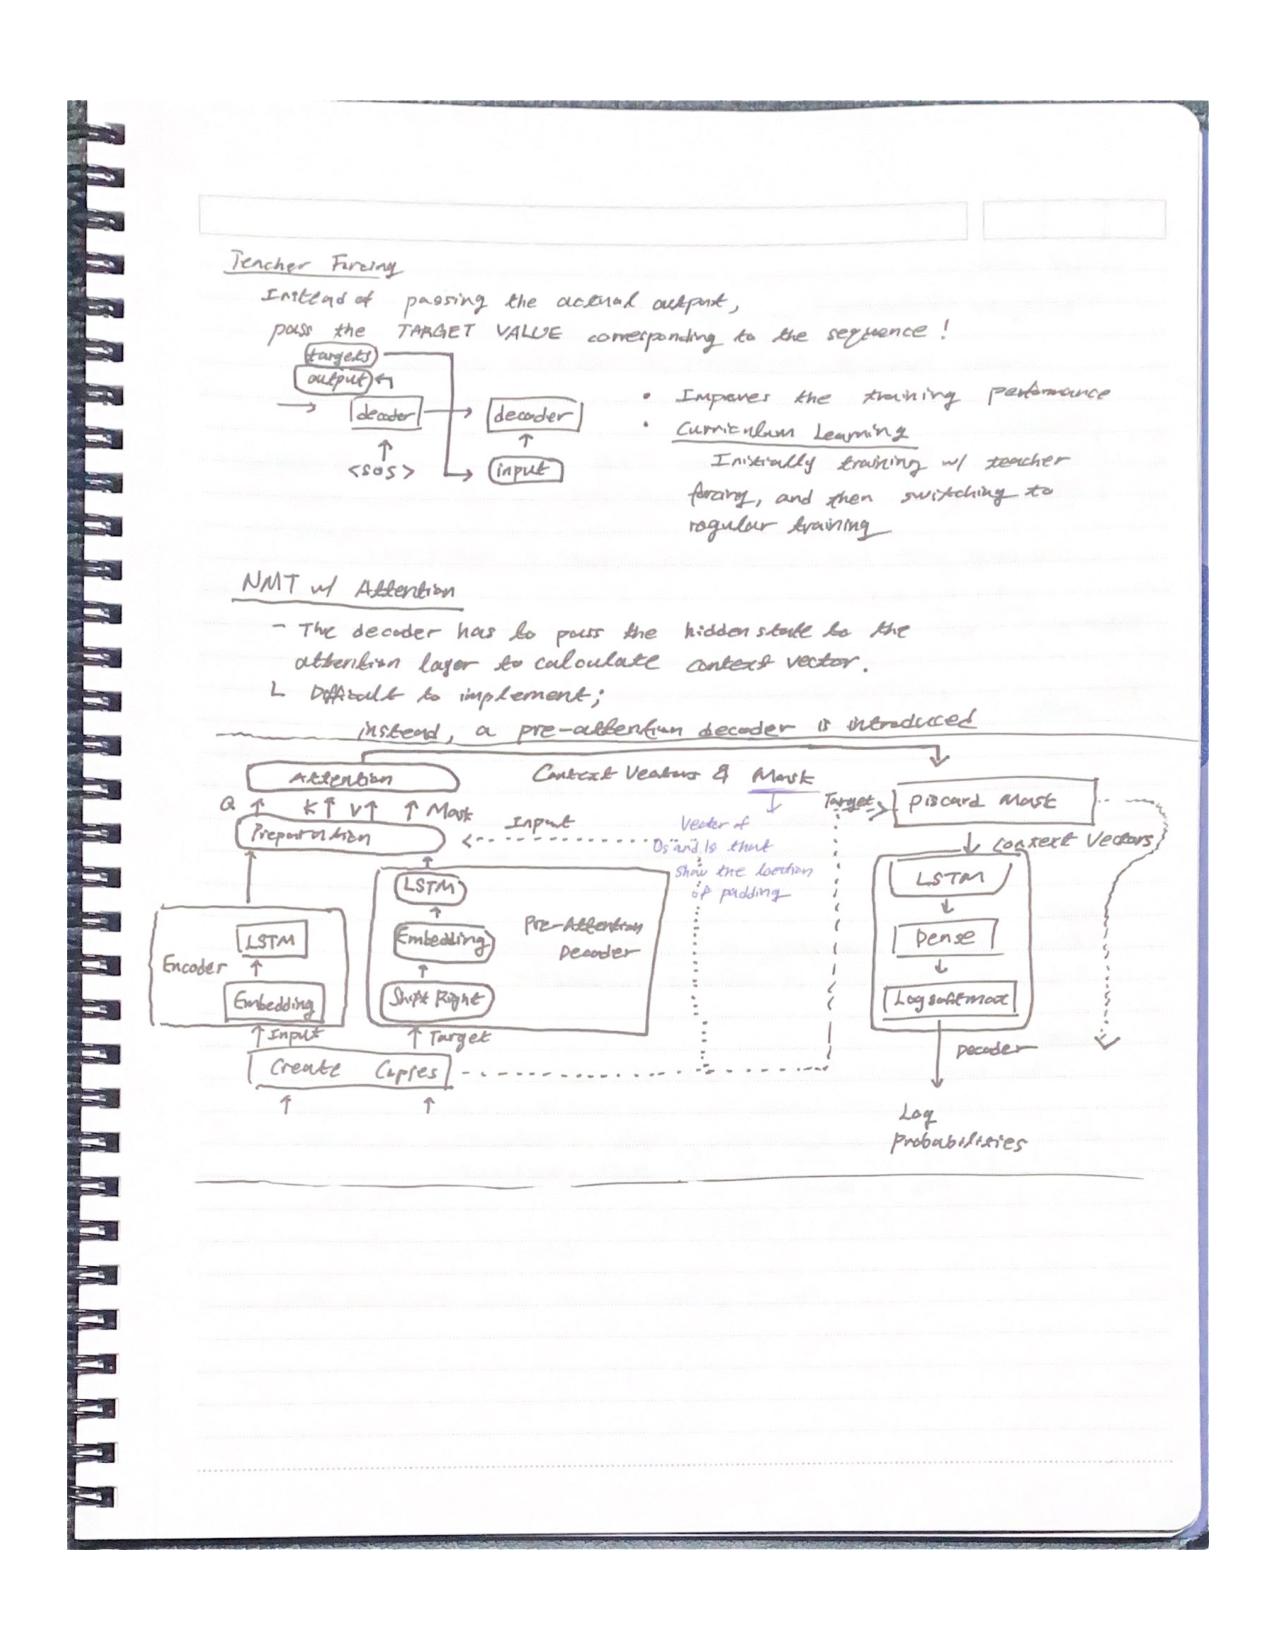 Teacher Forcing
Instead of passing the actual output,
pass the TARGET VALUE corresponding to the sequence!
targets
output
decoder
decoder
<sos>
input
• Improves the training performance
• Curriculum Learning
Initially training w/ teacher
forcing, and then switching to
regular training
NMT w/ Attention
- The decoder has to pass the hidden state to the
attention layer to calculate context vector.
L Difficult to implement;
instead, a pre-attention decoder is introduced
Attention
Context Vectors & Mask
Q K V Mask
Preparation
Input
Vector of
0s and 1s that
show the location
of padding
Target
Discard Mask
Context Vectors
LSTM
Dense
Logsoftmax
Decoder
Log
Probabilities
LSTM
Embedding
Shift Right
Pre-Attention
Decoder
Encoder
LSTM
Embedding
Input
Target
Create Copies